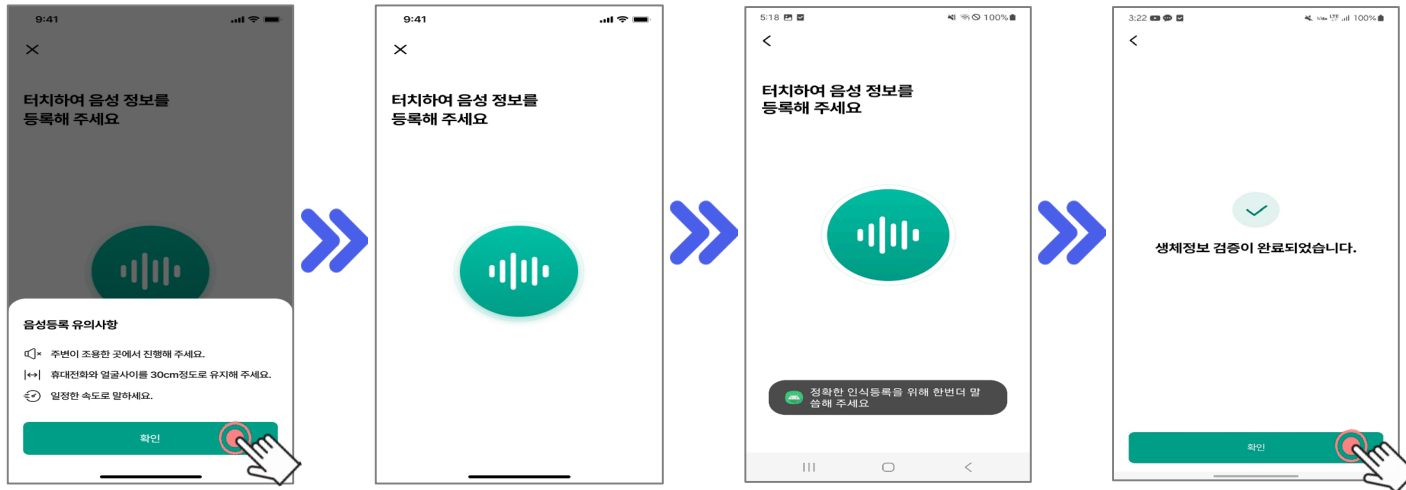 9:41
터치하여 음성 정보를
등록해 주세요
음성등록 유의사항
주변이 조용한 곳에서 진행해 주세요.
휴대전화와 얼굴사이를 30cm정도로 유지해 주세요.
일정한 속도로 말하세요.
확인
9:41
터치하여 음성 정보를
등록해 주세요
5:18
100%
터치하여 음성 정보를
등록해 주세요
정확한 인식등록을 위해 한번더 말
씀해 주세요
3:22
100%
생체정보 검증이 완료되었습니다.
확인